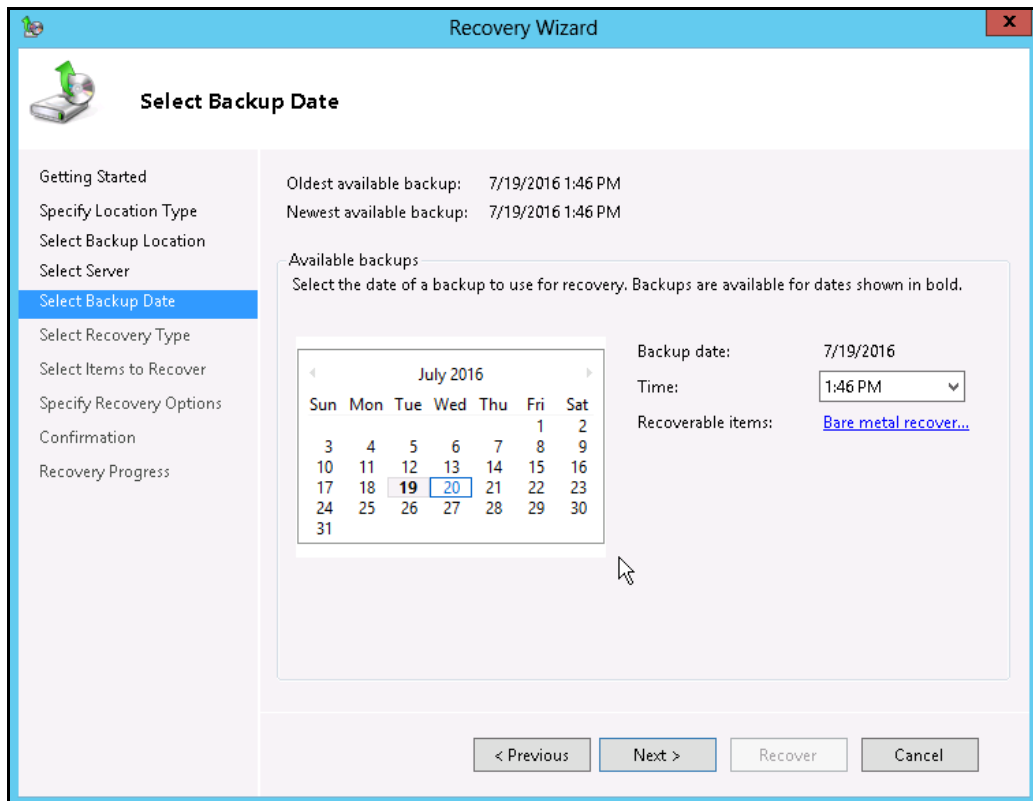 Recovery Wizard
x
Select Backup Date
Getting Started
Specify Location Type
Select Backup Location
Select Server
Select Backup Date
Select Recovery Type
Select Items to Recover
Specify Recovery Options
Confirmation
Recovery Progress
Oldest available backup: 7/19/2016 1:46 PM
Newest available backup: 7/19/2016 1:46 PM
Available backups
Select the date of a backup to use for recovery. Backups are available for dates shown in bold.
July 2016
Sun Mon Tue Wed Thu Fri Sat
1 2
3 4 5 6 7 8 9
10 11 12 13 14 15 16
17 18 19 20 21 22 23
24 25 26 27 28 29 30
31
Backup date: 7/19/2016
Time: 1:46 PM
Recoverable items: Bare metal recover...
< Previous
Next >
Recover
Cancel